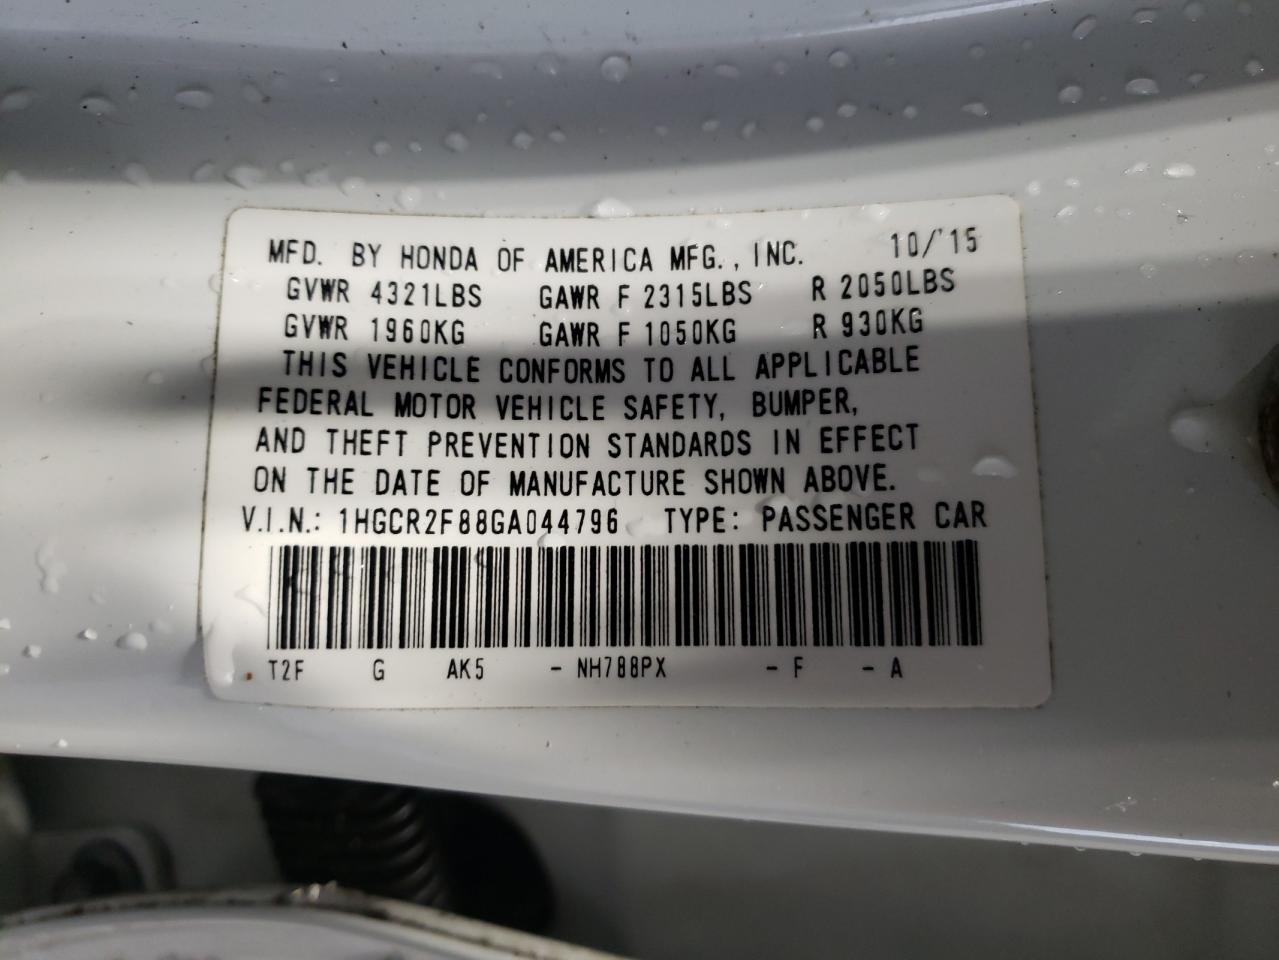 MFD. BY HONDA OF AMERICA MFG., INC. 10/'15
GVWR 4321LBS GAWR F 2315LBS R 2050LBS
GVWR 1960KG GAWR F 1050KG R 930KG
THIS VEHICLE CONFORMS TO ALL APPLICABLE
FEDERAL MOTOR VEHICLE SAFETY, BUMPER,
AND THEFT PREVENTION STANDARDS IN EFFECT
ON THE DATE OF MANUFACTURE SHOWN ABOVE.
V.I.N.: 1HGCR2F88GA044796 TYPE: PASSENGER CAR
T2F G AK5 - NH788PX - F - A